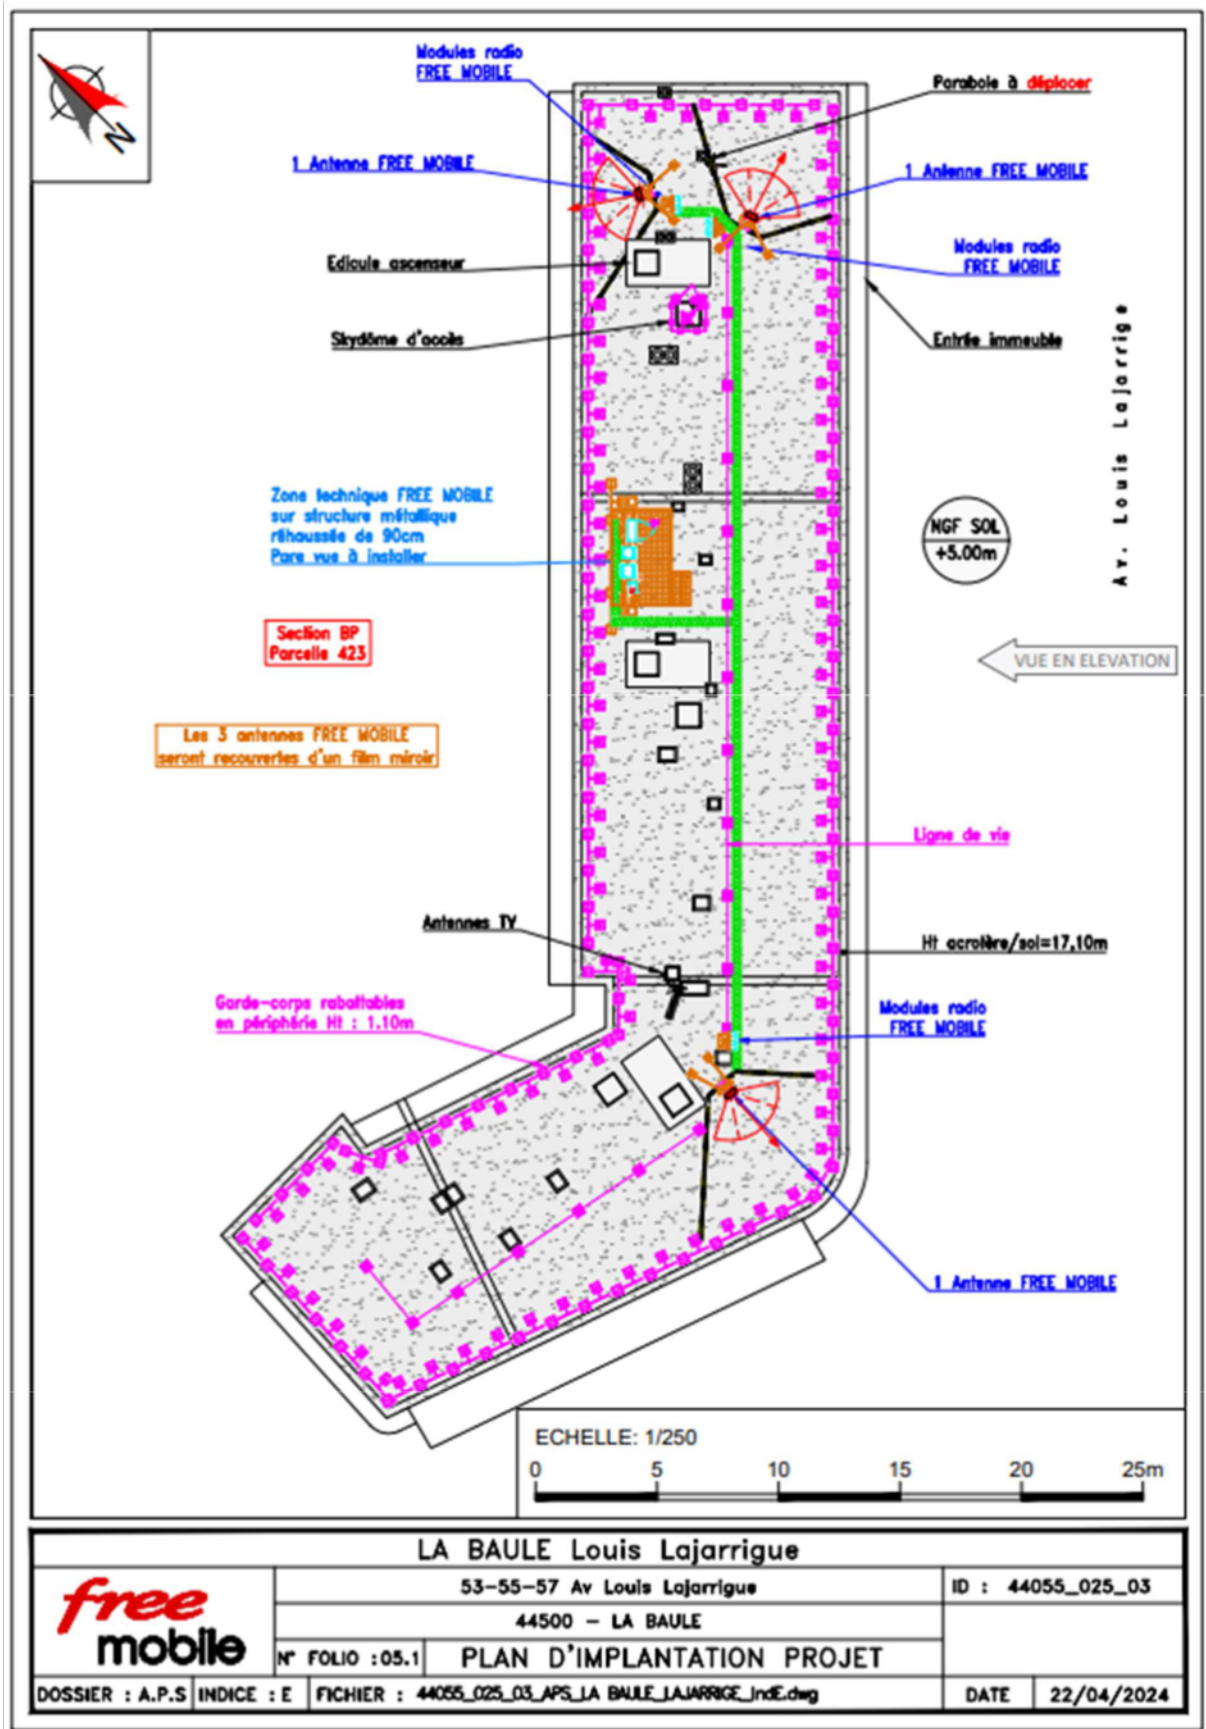 Modules radio
FREE MOBILE
Parabole à déplacer
1 Antenne FREE MOBILE
1 Antenne FREE MOBILE
N
Modules radio
FREE MOBILE
Edicule ascenseur
Skydôme d'accès
Entrée immeuble
Av. Louis Lajarrige
Zone technique FREE MOBILE
sur structure métallique
réhaussée de 90cm
Pare vue à installer
NGF SOL
+5.00m
Section BP
Parcelle 423
VUE EN ELEVATION
Les 3 antennes FREE MOBILE
seront recouvertes d'un film miroir
Ligne de vie
Antennes TV
Ht acrotère/sol=17,10m
Garde-corps rabattables
en périphérie Ht : 1.10m
Modules radio
FREE MOBILE
1 Antenne FREE MOBILE
ECHELLE: 1/250
0 5 10 15 20 25m
LA BAULE Louis Lajarrigue
free
mobile
53-55-57 Av Louis Lajarrigue
ID : 44055_025_03
44500 - LA BAULE
N° FOLIO :05.1
PLAN D'IMPLANTATION PROJET
DOSSIER : A.P.S
INDICE : E
FICHIER : 44055_025_03_APS_LA BAULE_LAJARRIGE_IndE.dwg
DATE
22/04/2024